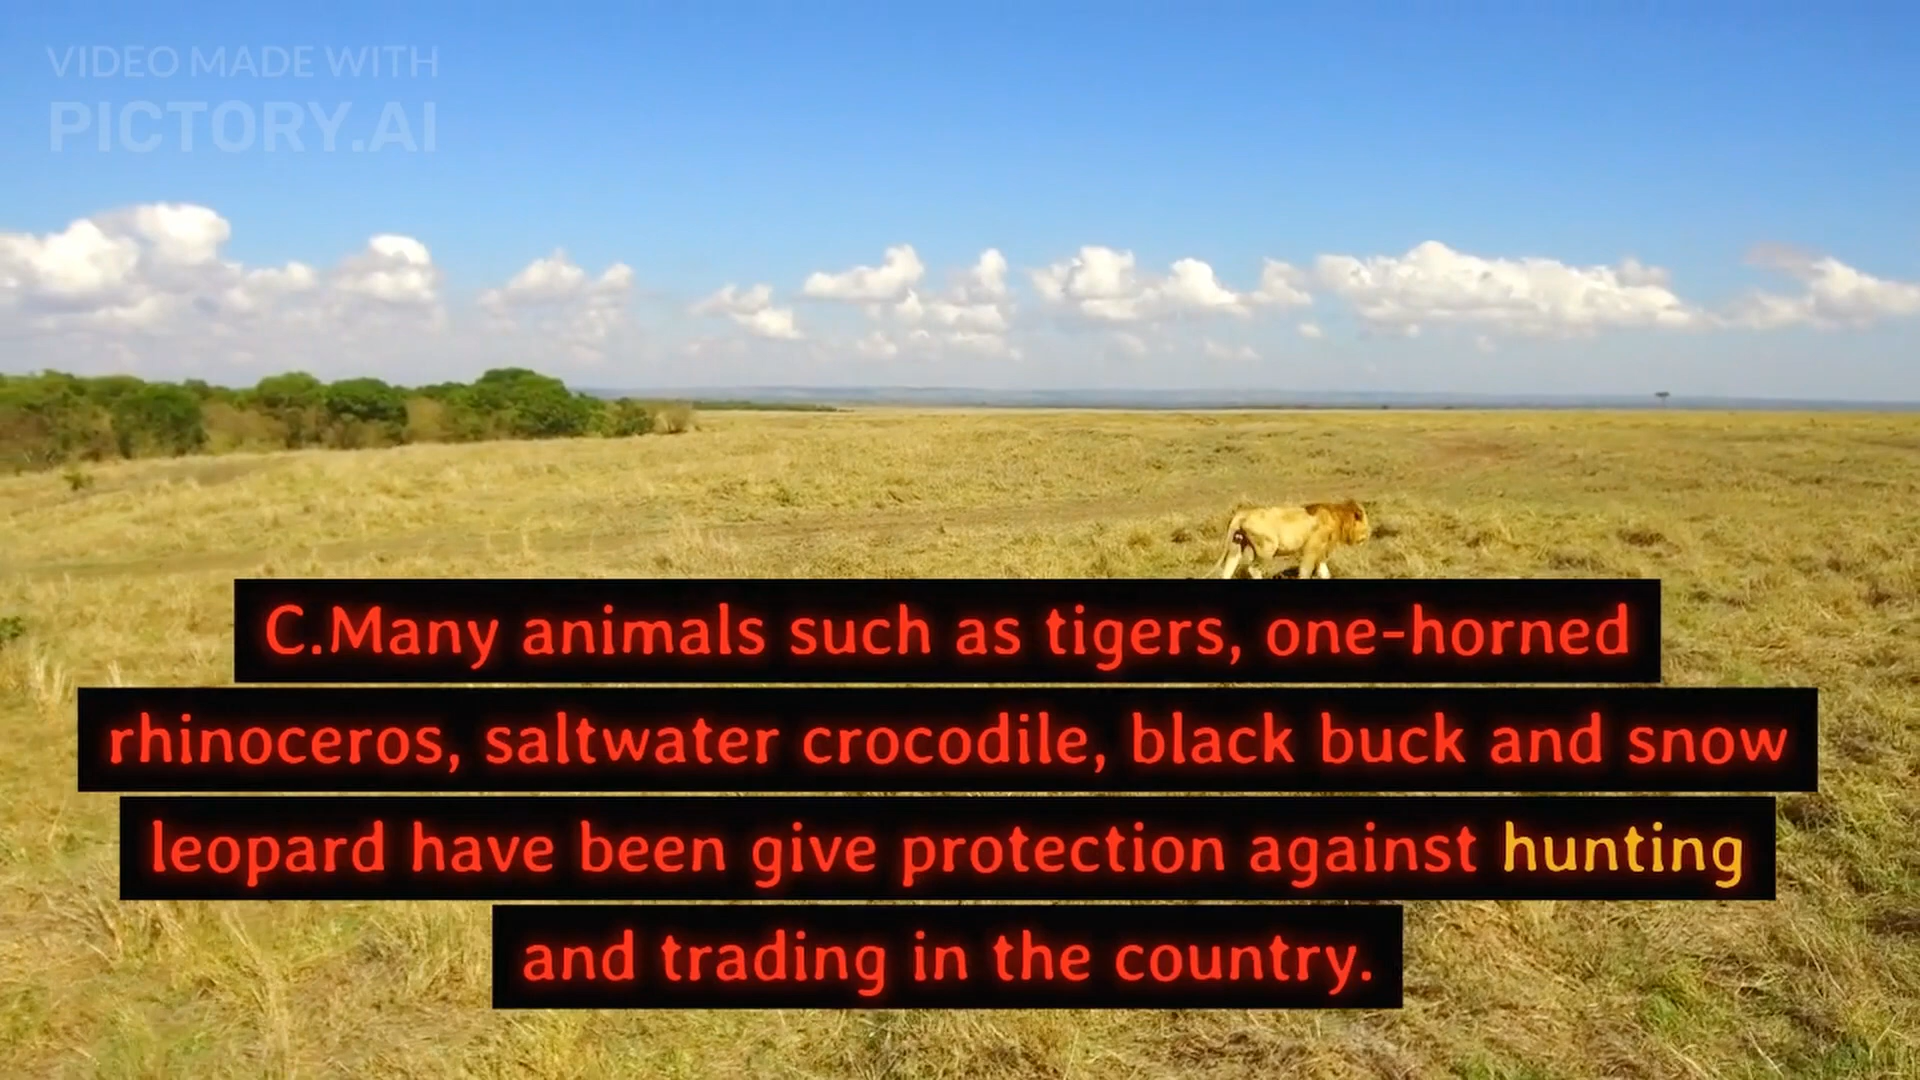 VIDEO MADE WITH
PICTORY.AI
C.Many animals such as tigers, one-horned
rhinoceros, saltwater crocodile, black buck and snow
leopard have been give protection against hunting
and trading in the country.